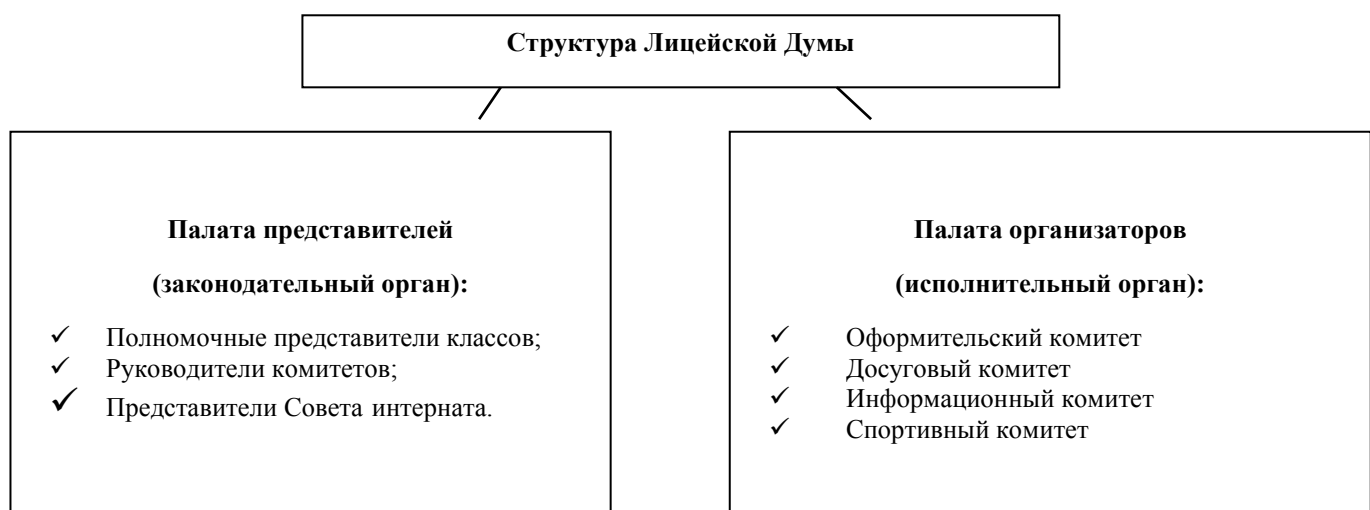 Структура Лицейской Думы
Палата представителей
(законодательный орган):
✓ Полномочные представители классов;
✓ Руководители комитетов;
✓ Представители Совета интерната.
Палата организаторов
(исполнительный орган):
✓ Оформительский комитет
✓ Досуговый комитет
✓ Информационный комитет
✓ Спортивный комитет